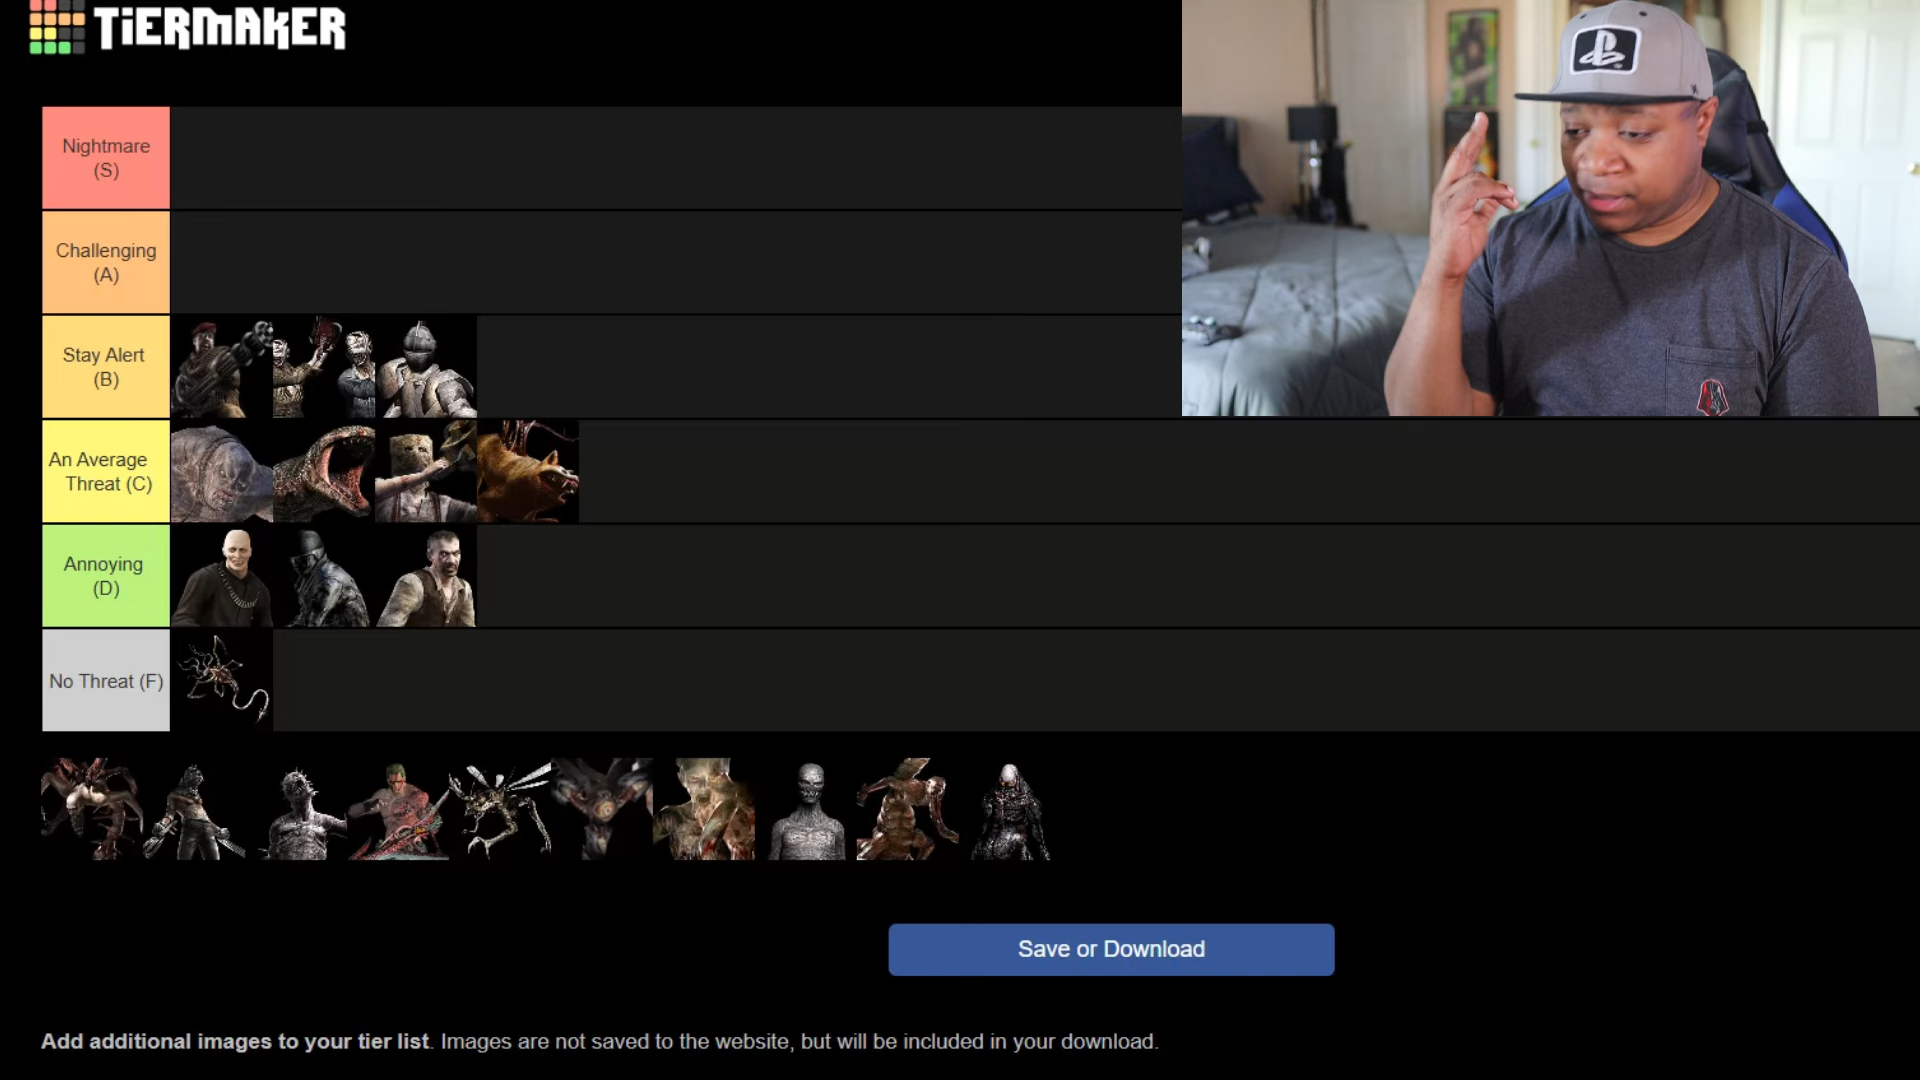 TiERMAKER
Nightmare
(S)
Challenging
(A)
Stay Alert
(B)
An Average
Threat (C)
Annoying
(D)
No Threat (F)
Save or Download
Add additional images to your tier list. Images are not saved to the website, but will be included in your download.